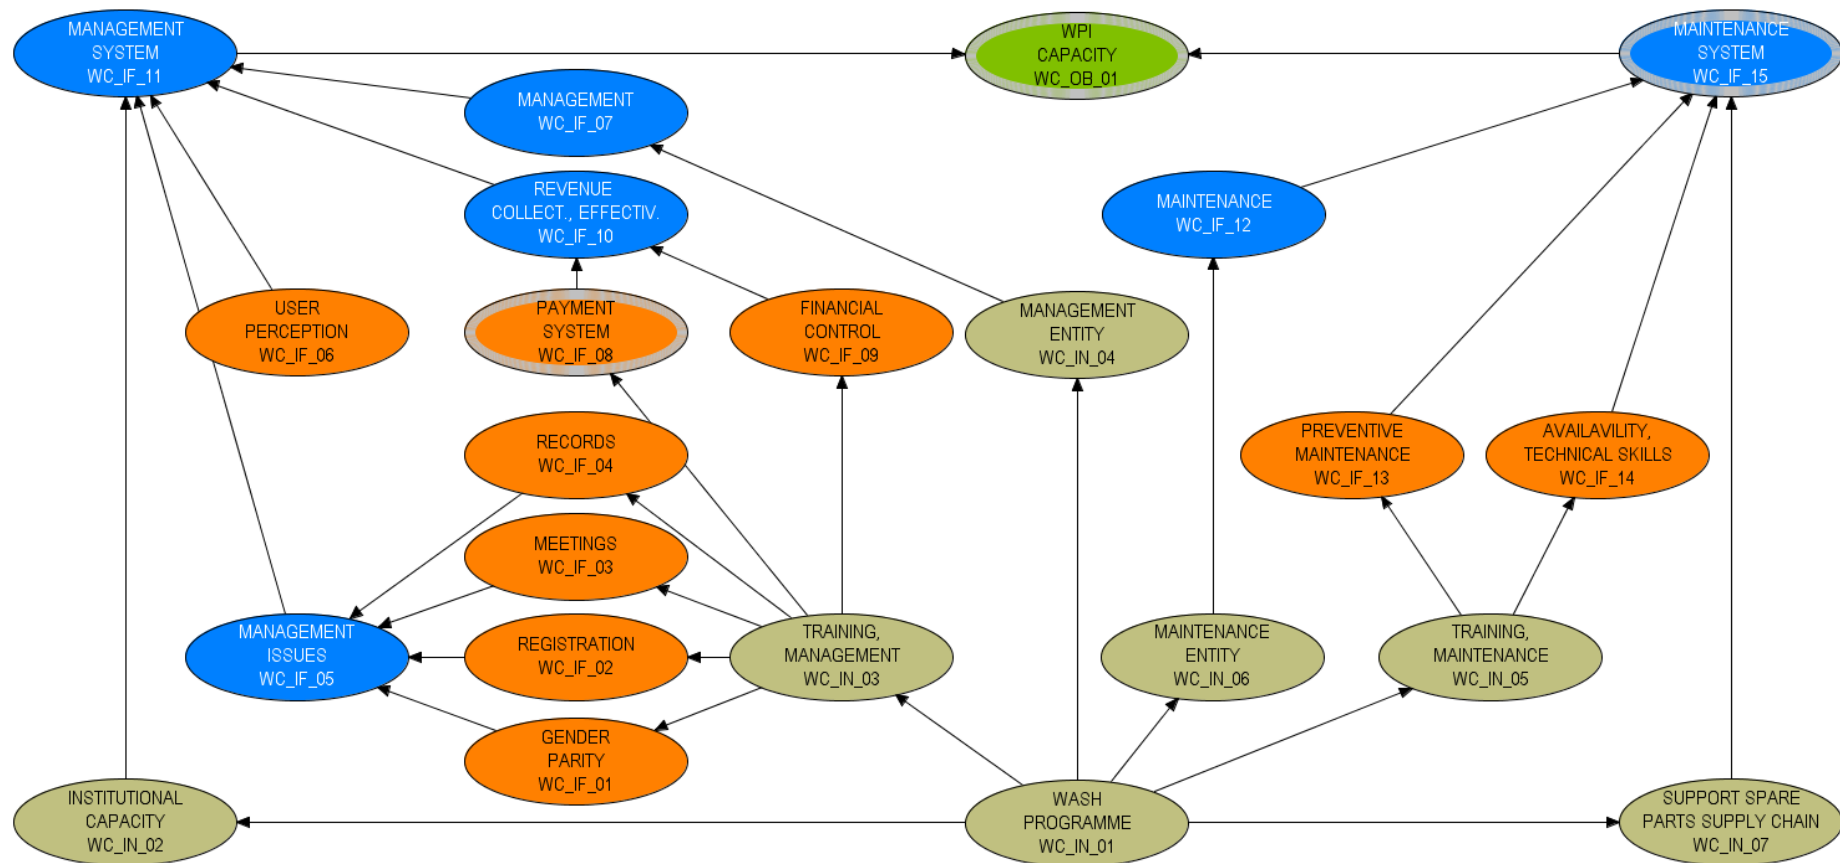 MANAGEMENT
SYSTEM
WC_IF_11
WPI
CAPACITY
WC_OB_01
MAINTENANCE
SYSTEM
WC_IF_15
MANAGEMENT
WC_IF_07
REVENUE
COLLECT., EFFECTIV.
WC_IF_10
MAINTENANCE
WC_IF_12
USER
PERCEPTION
WC_IF_06
PAYMENT
SYSTEM
WC_IF_08
FINANCIAL
CONTROL
WC_IF_09
MANAGEMENT
ENTITY
WC_IN_04
RECORDS
WC_IF_04
PREVENTIVE
MAINTENANCE
WC_IF_13
AVAILAVILITY,
TECHNICAL SKILLS
WC_IF_14
MEETINGS
WC_IF_03
MANAGEMENT
ISSUES
WC_IF_05
REGISTRATION
WC_IF_02
TRAINING,
MANAGEMENT
WC_IN_03
MAINTENANCE
ENTITY
WC_IN_06
TRAINING,
MAINTENANCE
WC_IN_05
GENDER
PARITY
WC_IF_01
INSTITUTIONAL
CAPACITY
WC_IN_02
WASH
PROGRAMME
WC_IN_01
SUPPORT SPARE
PARTS SUPPLY CHAIN
WC_IN_07